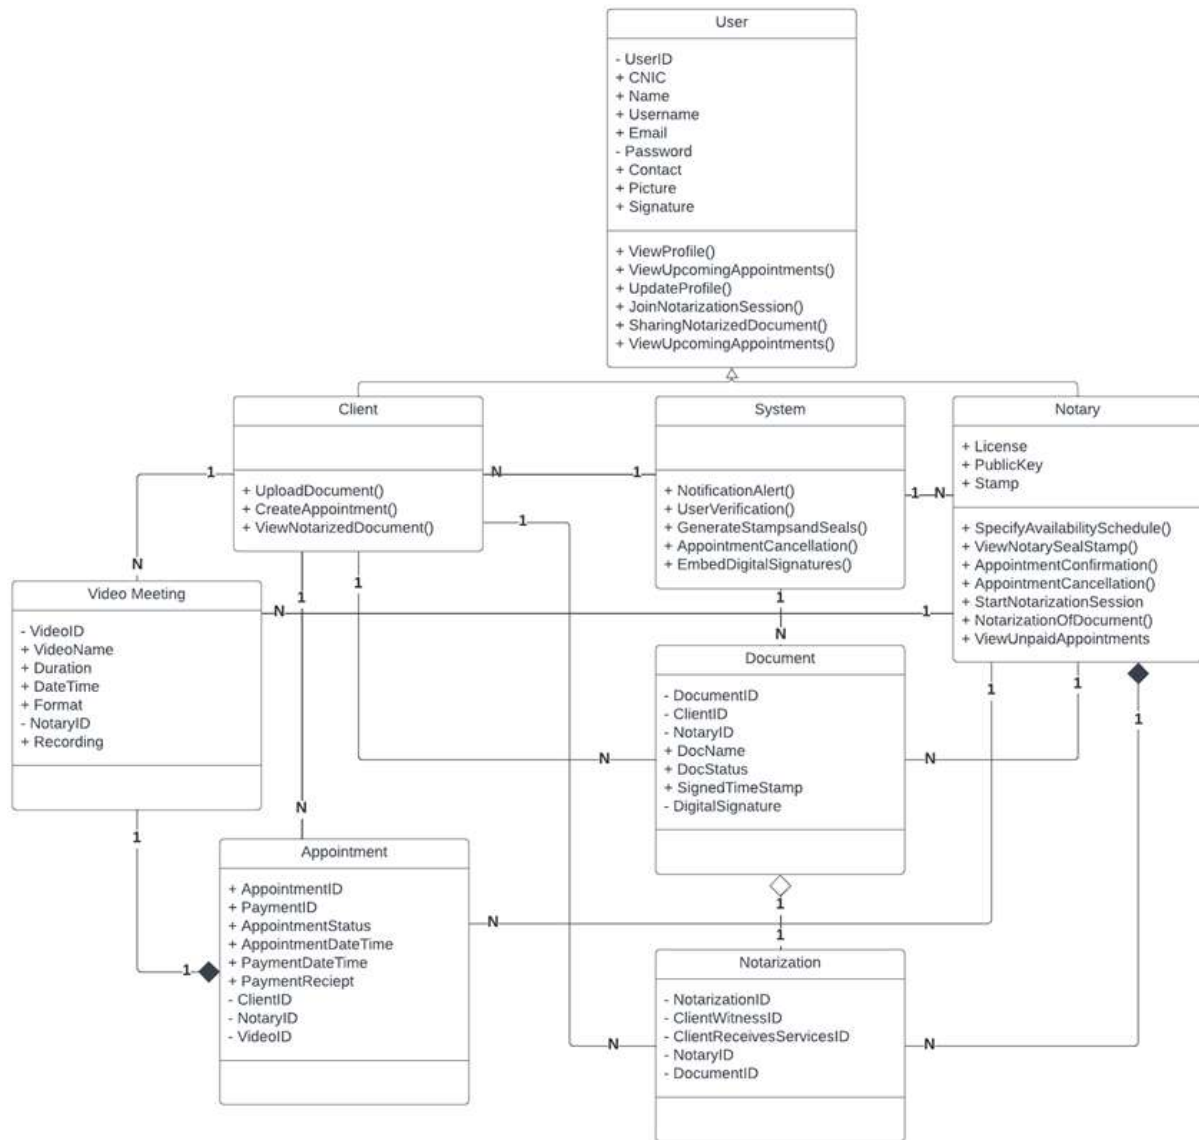 User
- UserID
+ CNIC
+ Name
+ Username
+ Email
- Password
+ Contact
+ Picture
+ Signature
+ ViewProfile()
+ ViewUpcomingAppointments()
+ UpdateProfile()
+ JoinNotarizationSession()
+ SharingNotarizedDocument()
+ ViewUpcomingAppointments()
Client
+ UploadDocument()
+ CreateAppointment()
+ ViewNotarizedDocument()
System
+ NotificationAlert()
+ UserVerification()
+ GenerateStampsandSeals()
+ AppointmentCancellation()
+ EmbedDigitalSignatures()
Notary
+ License
+ PublicKey
+ Stamp
+ SpecifyAvailabilitySchedule()
+ ViewNotarySealStamp()
+ AppointmentConfirmation()
+ AppointmentCancellation()
+ StartNotarizationSession
+ NotarizationOfDocument()
+ ViewUnpaidAppointments
1
N
1
1
N
1
N
1
1
1
N
1
N
Video Meeting
- VideoID
+ VideoName
+ Duration
+ DateTime
+ Format
- NotaryID
+ Recording
Document
- DocumentID
- ClientID
- NotaryID
+ DocName
+ DocStatus
+ SignedTimeStamp
- DigitalSignature
1
1
1
N
N
N
1
Appointment
+ AppointmentID
+ PaymentID
+ AppointmentStatus
+ AppointmentDateTime
+ PaymentDateTime
+ PaymentReciept
- ClientID
- NotaryID
- VideoID
1
N
1
1
Notarization
- NotarizationID
- ClientWitnessID
- ClientReceivesServicesID
- NotaryID
- DocumentID
N
N